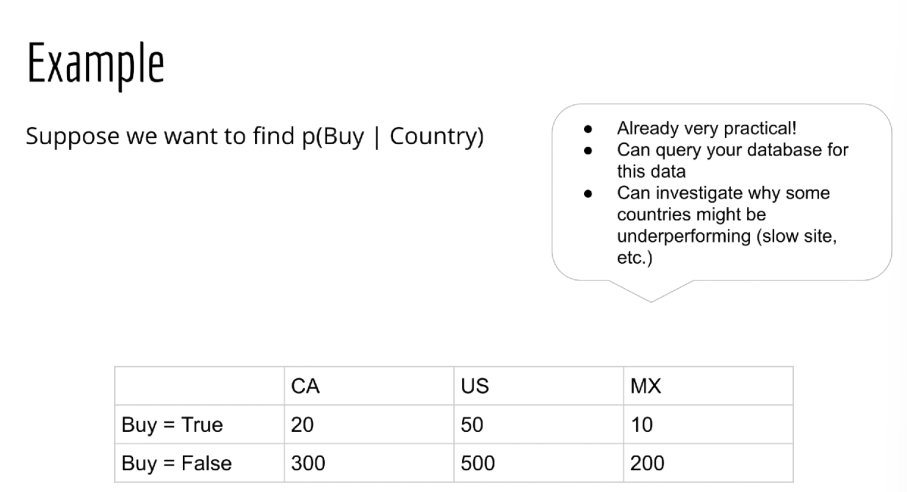 Example
Suppose we want to find p(Buy | Country)
● Already very practical!
● Can query your database for
this data
● Can investigate why some
countries might be
underperforming (slow site,
etc.)
CA US MX
Buy = True 20 50 10
Buy = False 300 500 200